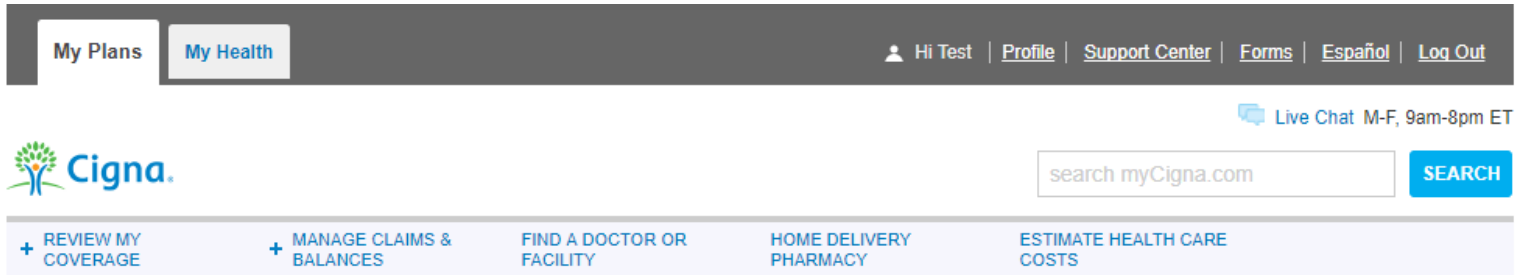 My Plans My Health Hi Test | Profile | Support Center | Forms | Español | Log Out
Live Chat M-F, 9am-8pm ET
Cigna®
search myCigna.com SEARCH
+ REVIEW MY COVERAGE
+ MANAGE CLAIMS & BALANCES
FIND A DOCTOR OR FACILITY
HOME DELIVERY PHARMACY
ESTIMATE HEALTH CARE COSTS